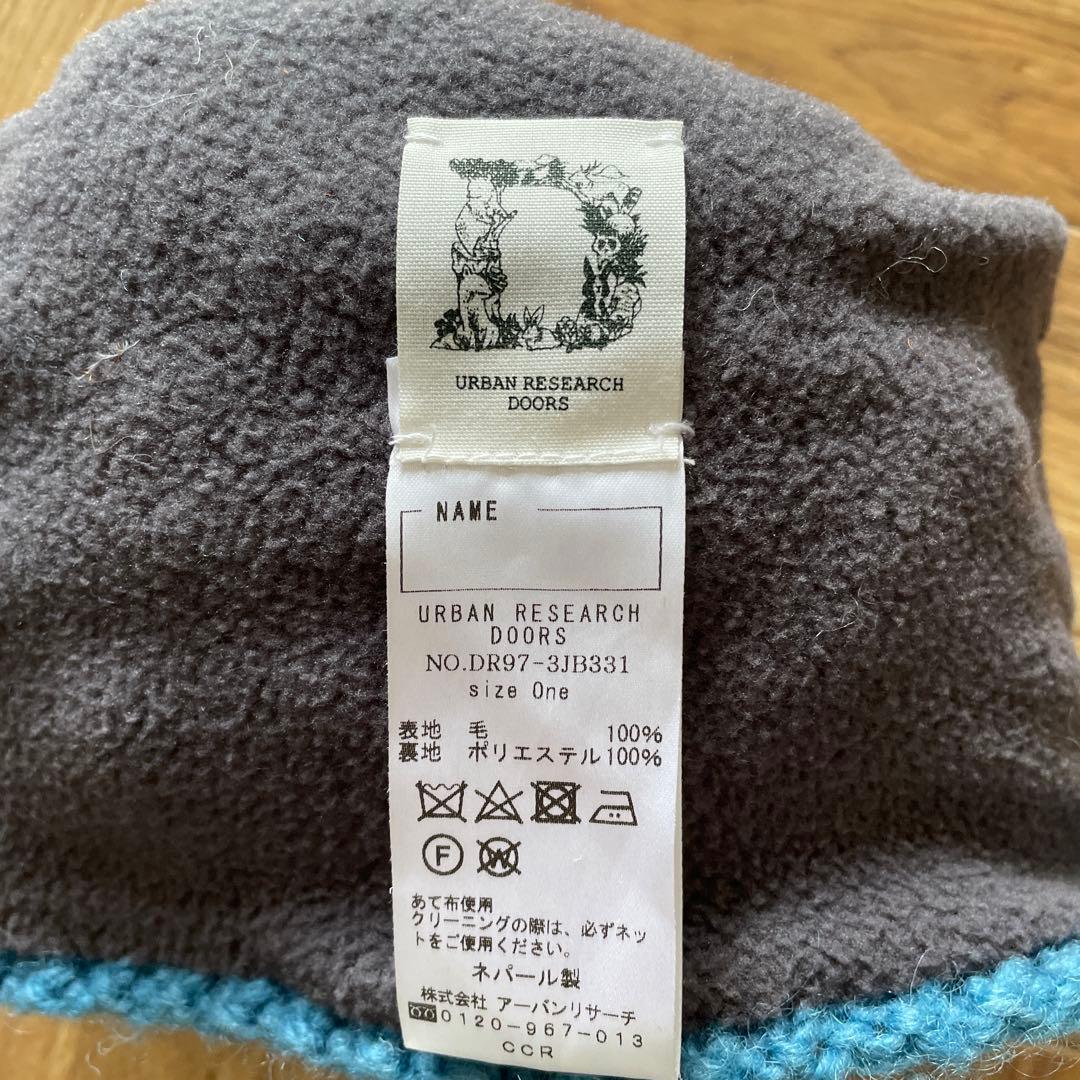 URBAN RESEARCH
DOORS
NAME
URBAN RESEARCH
DOORS
NO.DR97-3JB331
size One
表地 毛 100%
裏地 ポリエステル100%
F W
あて布使用
クリーニングの際は、必ずネッ
トをご使用ください。
ネパール製
株式会社 アーバンリサーチ
0120-967-013
CCR